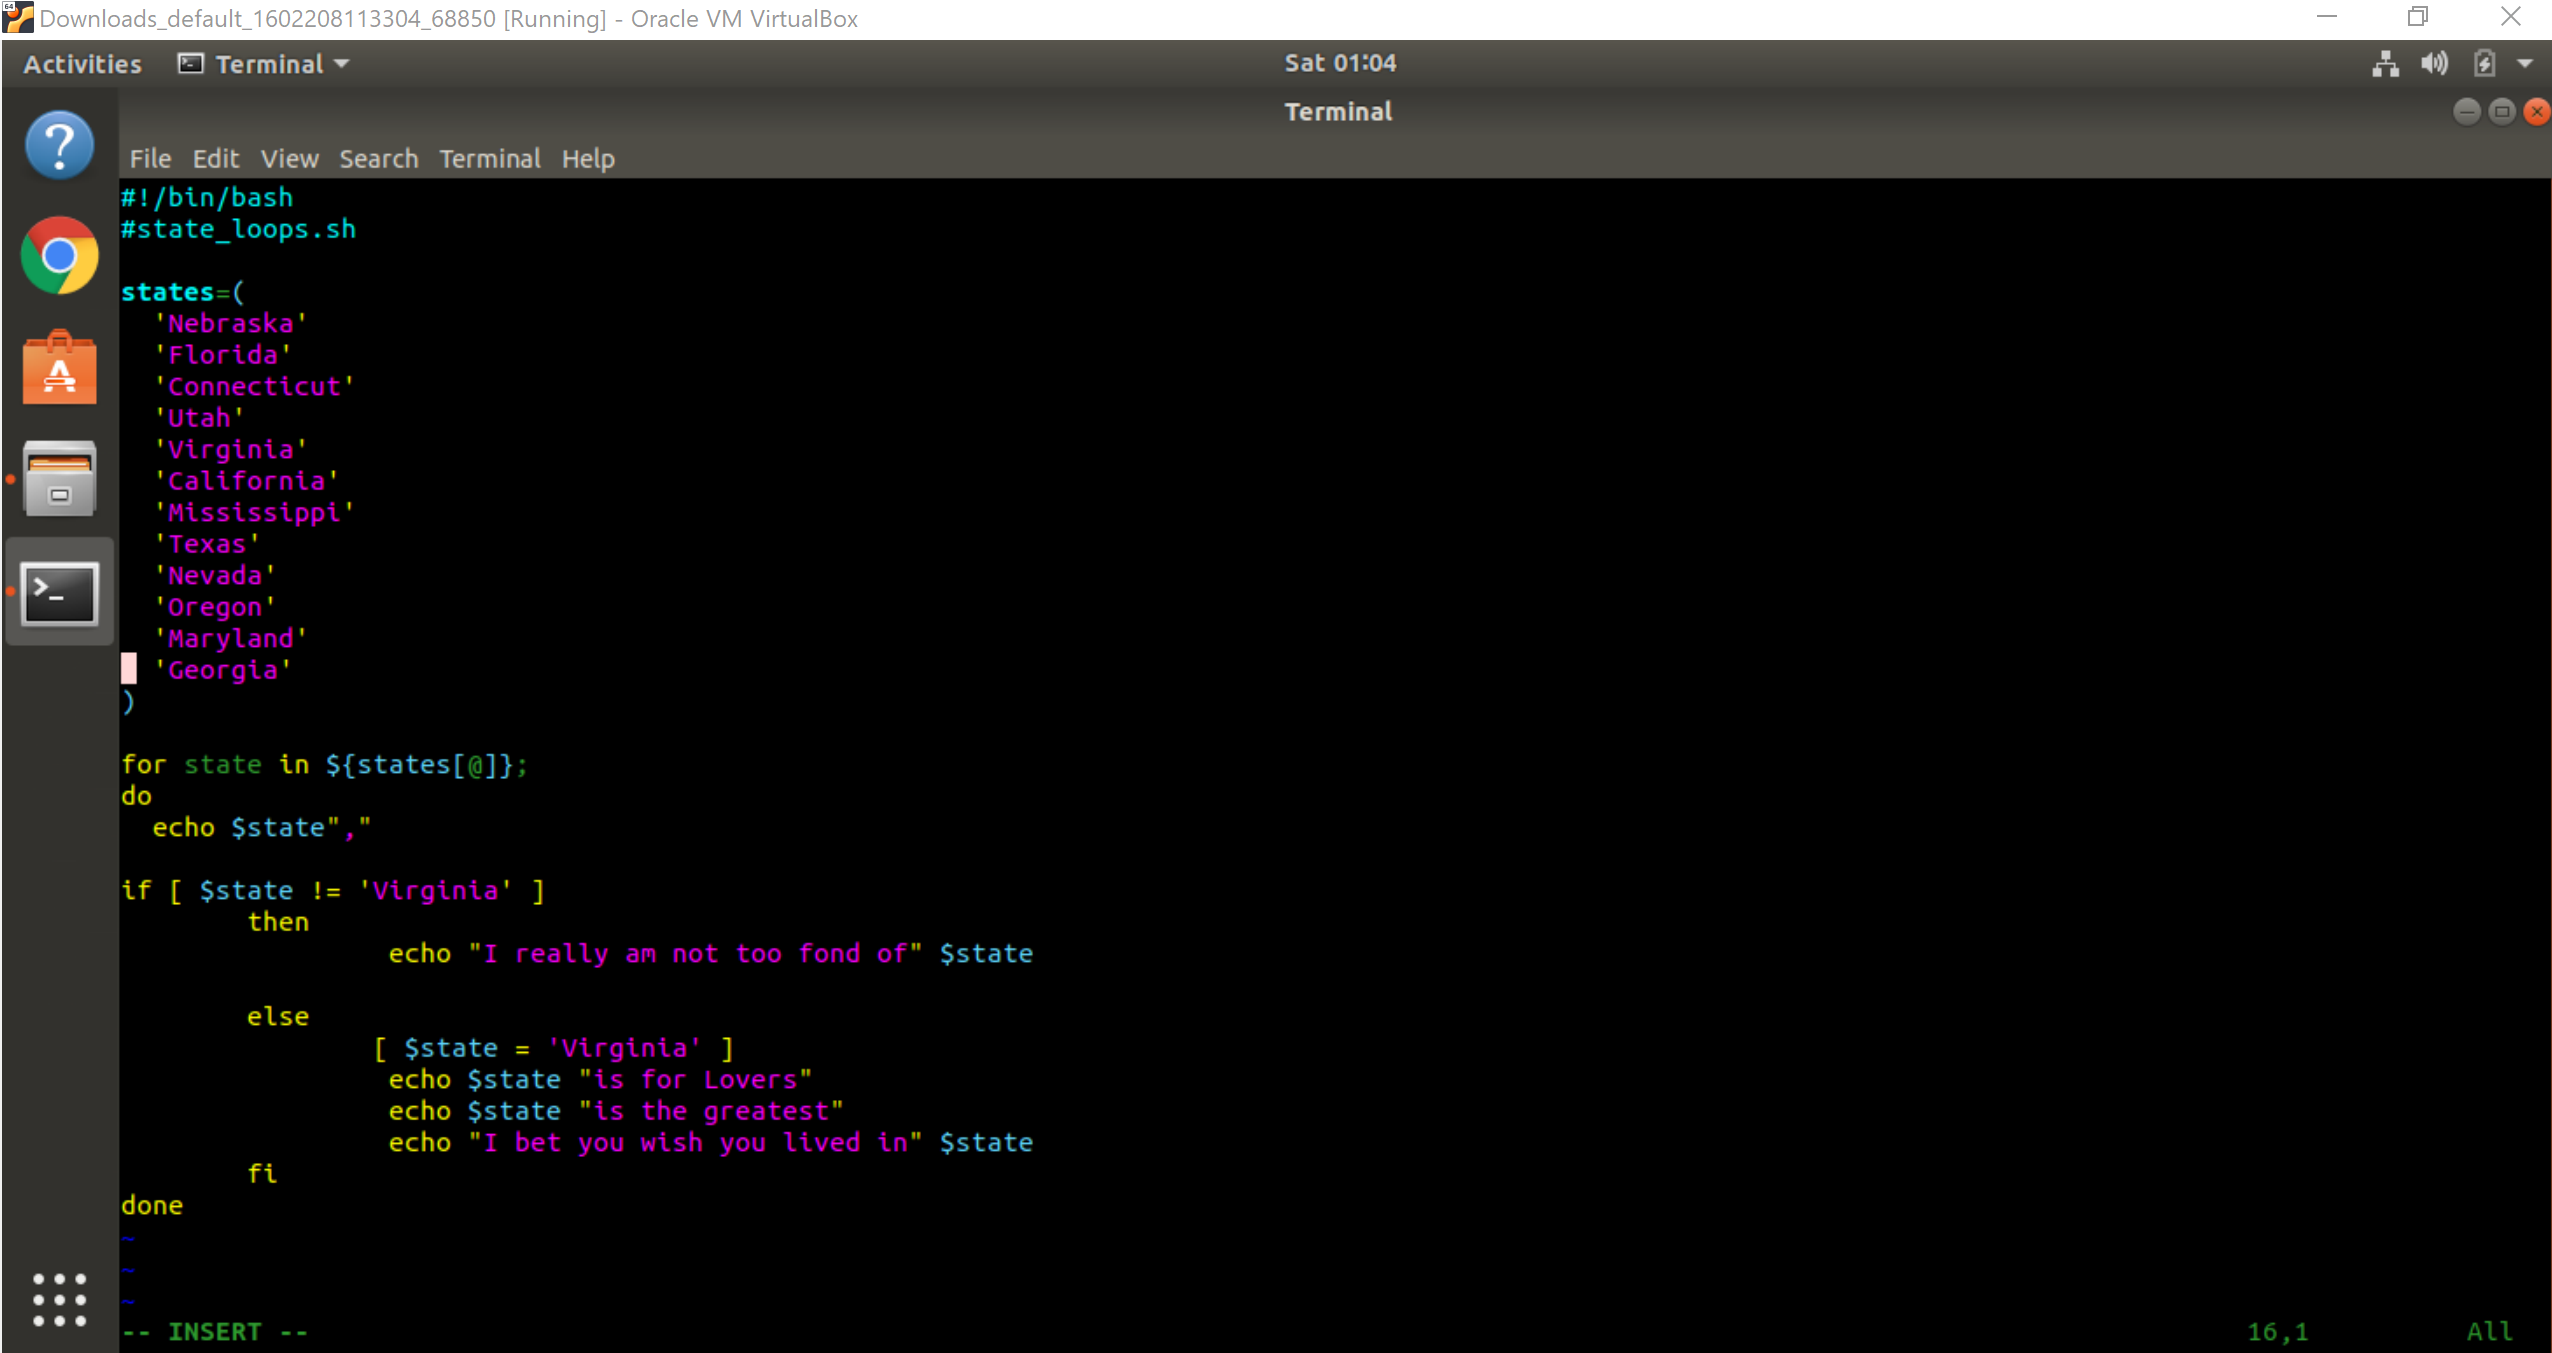 Downloads_default_1602208113304_68850 [Running] - Oracle VM VirtualBox
Activities Terminal Sat 01:04
Terminal
File Edit View Search Terminal Help
#!/bin/bash
#state_loops.sh
states=(
'Nebraska'
'Florida'
'Connecticut'
'Utah'
'Virginia'
'California'
'Mississippi'
'Texas'
'Nevada'
'Oregon'
'Maryland'
'Georgia'
)
for state in ${states[@]};
do
echo $state","
if [ $state != 'Virginia' ]
then
echo "I really am not too fond of" $state
else
[ $state = 'Virginia' ]
echo $state "is for Lovers"
echo $state "is the greatest"
echo "I bet you wish you lived in" $state
fi
done
~
~
~
-- INSERT -- 16,1 All